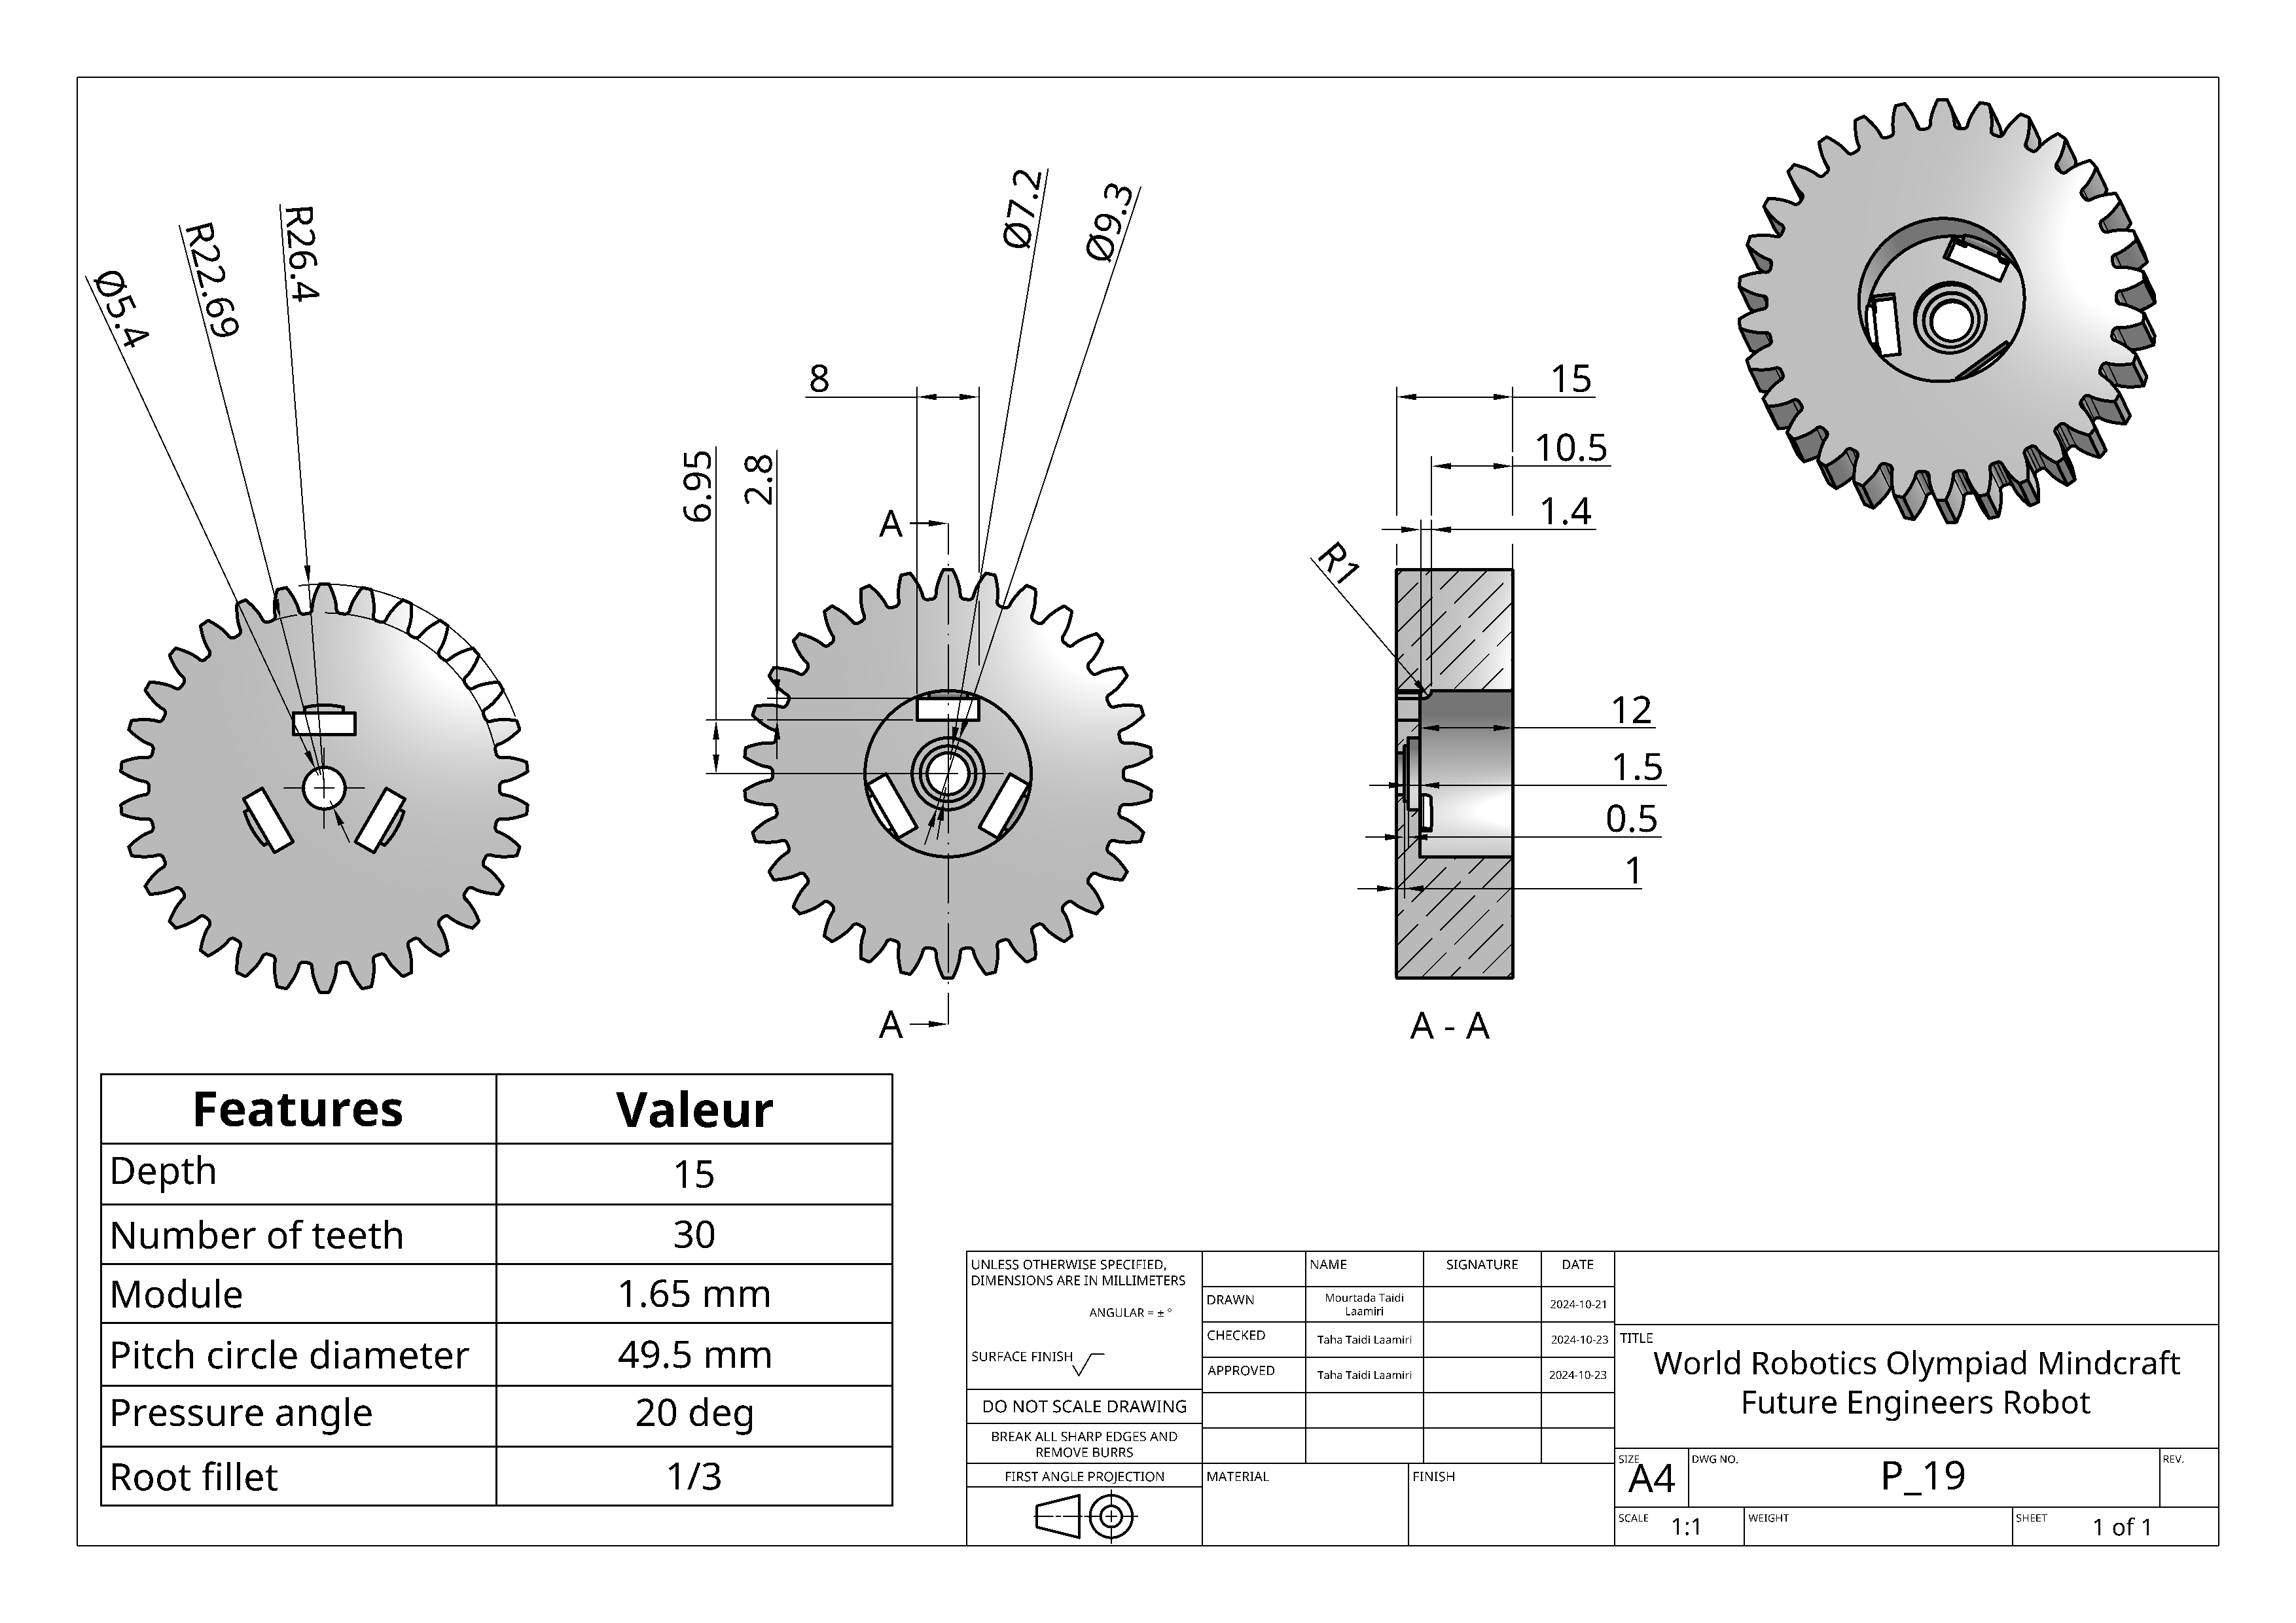 Ø5.4
R22.69
R26.4
Ø7.2
Ø9.3
8
6.95
2.8
A
A
15
10.5
1.4
R1
12
1.5
0.5
1
A - A
Features Valeur
Depth 15
Number of teeth 30
Module 1.65 mm
Pitch circle diameter 49.5 mm
Pressure angle 20 deg
Root fillet 1/3
UNLESS OTHERWISE SPECIFIED,
DIMENSIONS ARE IN MILLIMETERS
ANGULAR = ± °
SURFACE FINISH
DO NOT SCALE DRAWING
BREAK ALL SHARP EDGES AND
REMOVE BURRS
FIRST ANGLE PROJECTION
NAME SIGNATURE DATE
DRAWN Mourtada Taidi
Laamiri 2024-10-21
CHECKED Taha Taidi Laamiri 2024-10-23
APPROVED Taha Taidi Laamiri 2024-10-23
MATERIAL FINISH
TITLE
World Robotics Olympiad Mindcraft
Future Engineers Robot
SIZE A4 DWG NO. P_19 REV.
SCALE 1:1 WEIGHT SHEET 1 of 1